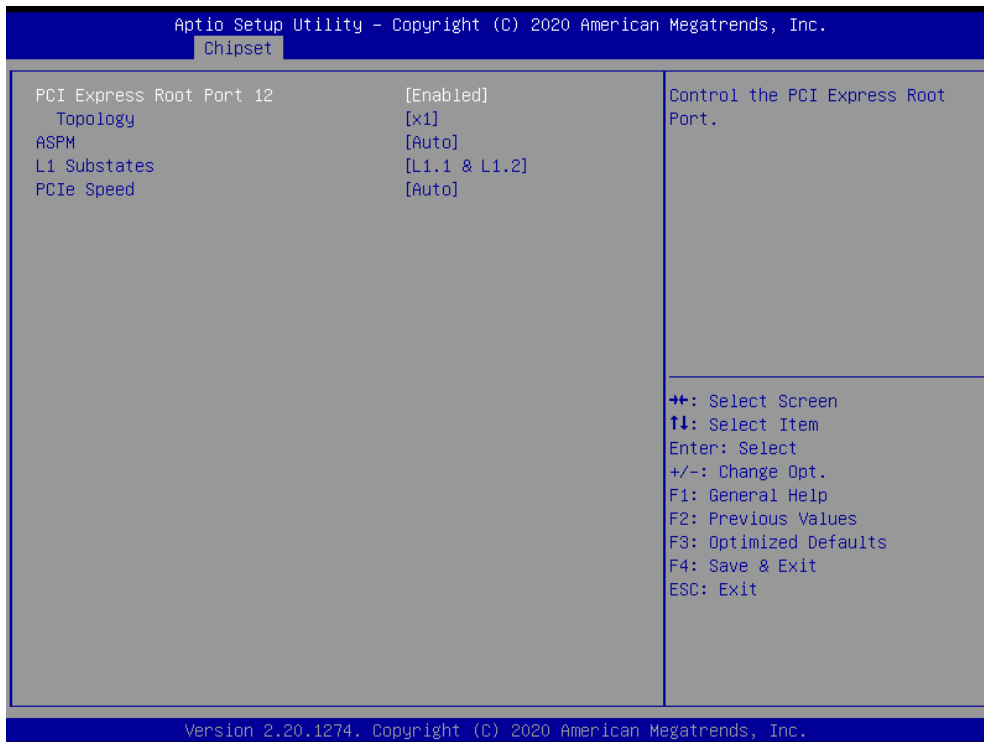 Aptio Setup Utility – Copyright (C) 2020 American Megatrends, Inc.
Chipset
PCI Express Root Port 12 [Enabled]
Topology [x1]
ASPM [Auto]
L1 Substates [L1.1 & L1.2]
PCIe Speed [Auto]
Control the PCI Express Root
Port.
→←: Select Screen
↑↓: Select Item
Enter: Select
+/-: Change Opt.
F1: General Help
F2: Previous Values
F3: Optimized Defaults
F4: Save & Exit
ESC: Exit
Version 2.20.1274. Copyright (C) 2020 American Megatrends, Inc.